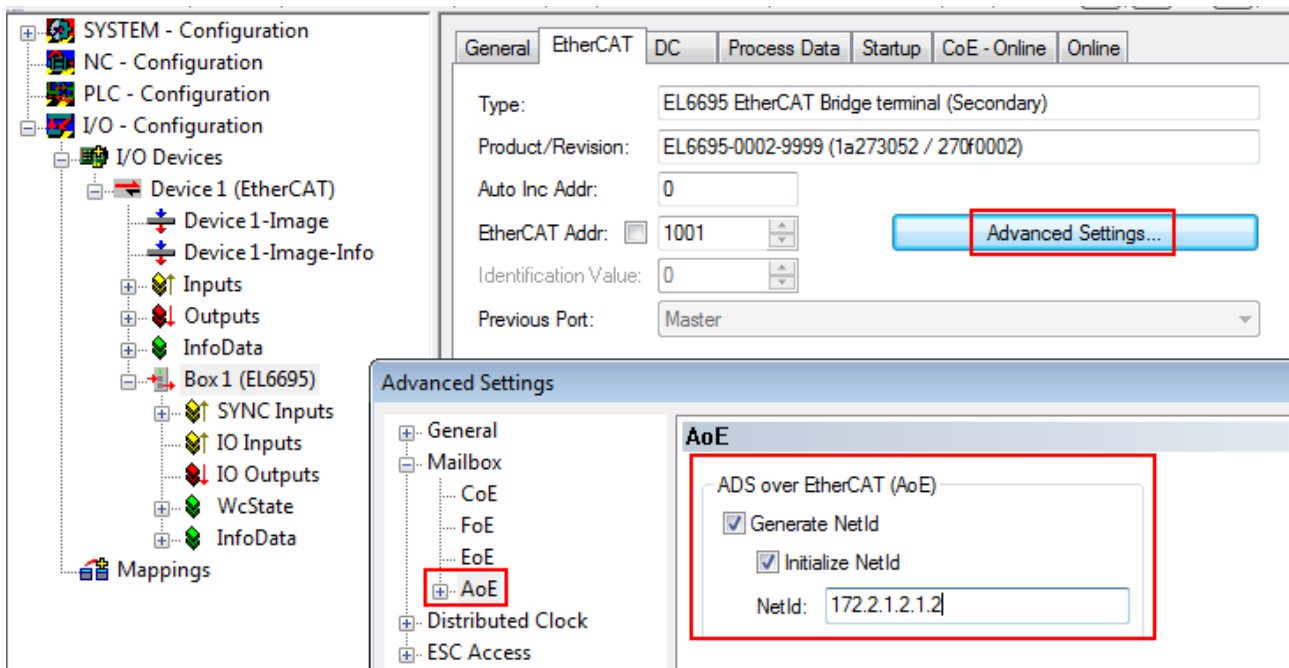 SYSTEM - Configuration
NC - Configuration
PLC - Configuration
I/O - Configuration
I/O Devices
Device 1 (EtherCAT)
Device 1-Image
Device 1-Image-Info
Inputs
Outputs
InfoData
Box 1 (EL6695)
SYNC Inputs
IO Inputs
IO Outputs
WcState
InfoData
Mappings
General EtherCAT DC Process Data Startup CoE - Online Online
Type: EL6695 EtherCAT Bridge terminal (Secondary)
Product/Revision: EL6695-0002-9999 (1a273052 / 270f0002)
Auto Inc Addr: 0
EtherCAT Addr: 1001 Advanced Settings...
Identification Value: 0
Previous Port: Master
Advanced Settings
General
Mailbox
CoE
FoE
EoE
AoE
Distributed Clock
ESC Access
AoE
ADS over EtherCAT (AoE)
Generate NetId
Initialize NetId
NetId: 172.2.1.2.1.2